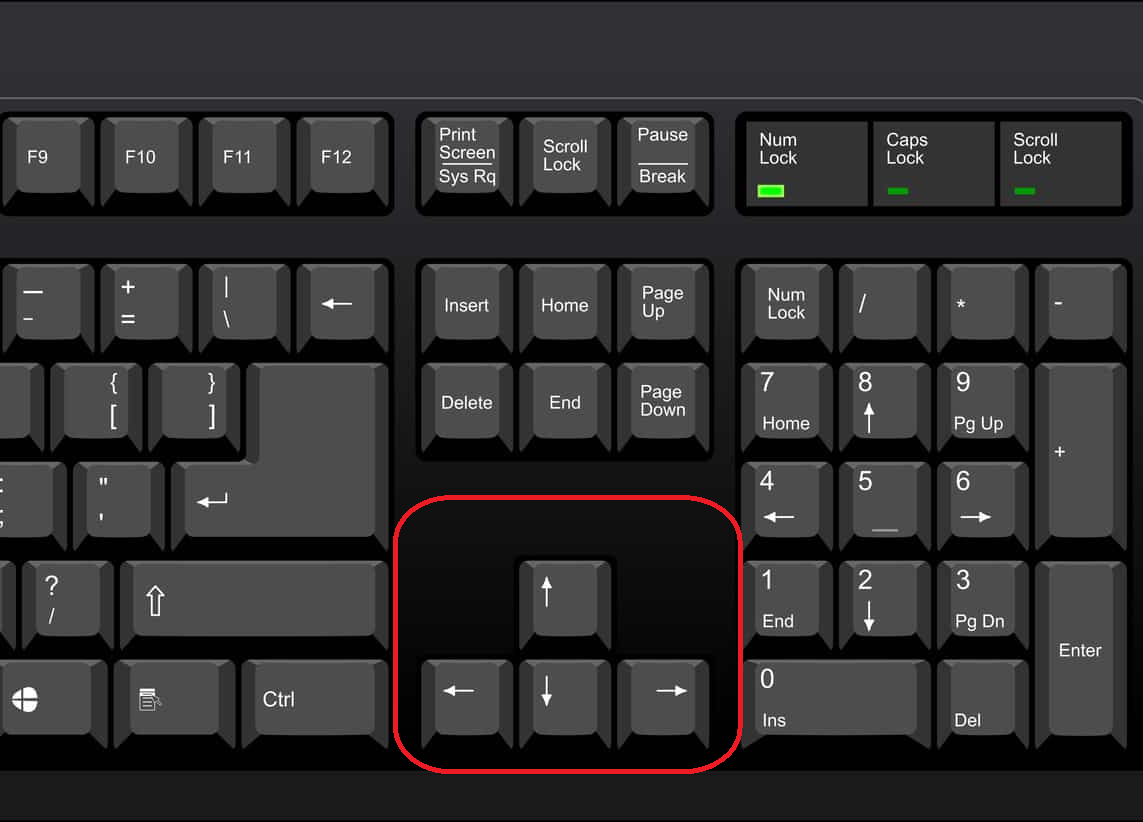 F9
F10
F11
F12
Print
Screen
Sys Rq
Scroll
Lock
Pause
Break
Num
Lock
Caps
Lock
Scroll
Lock
—
-
+
=
|
\
←
Insert
Home
Page
Up
Num
Lock
/
*
-
{
[
}
]
Delete
End
Page
Down
7
Home
8
↑
9
Pg Up
+
:
;
"
'
↵
4
←
5
_
6
→
?
/
⇧
↑
1
End
2
↓
3
Pg Dn
Enter
Ctrl
←
↓
→
0
Ins
Del